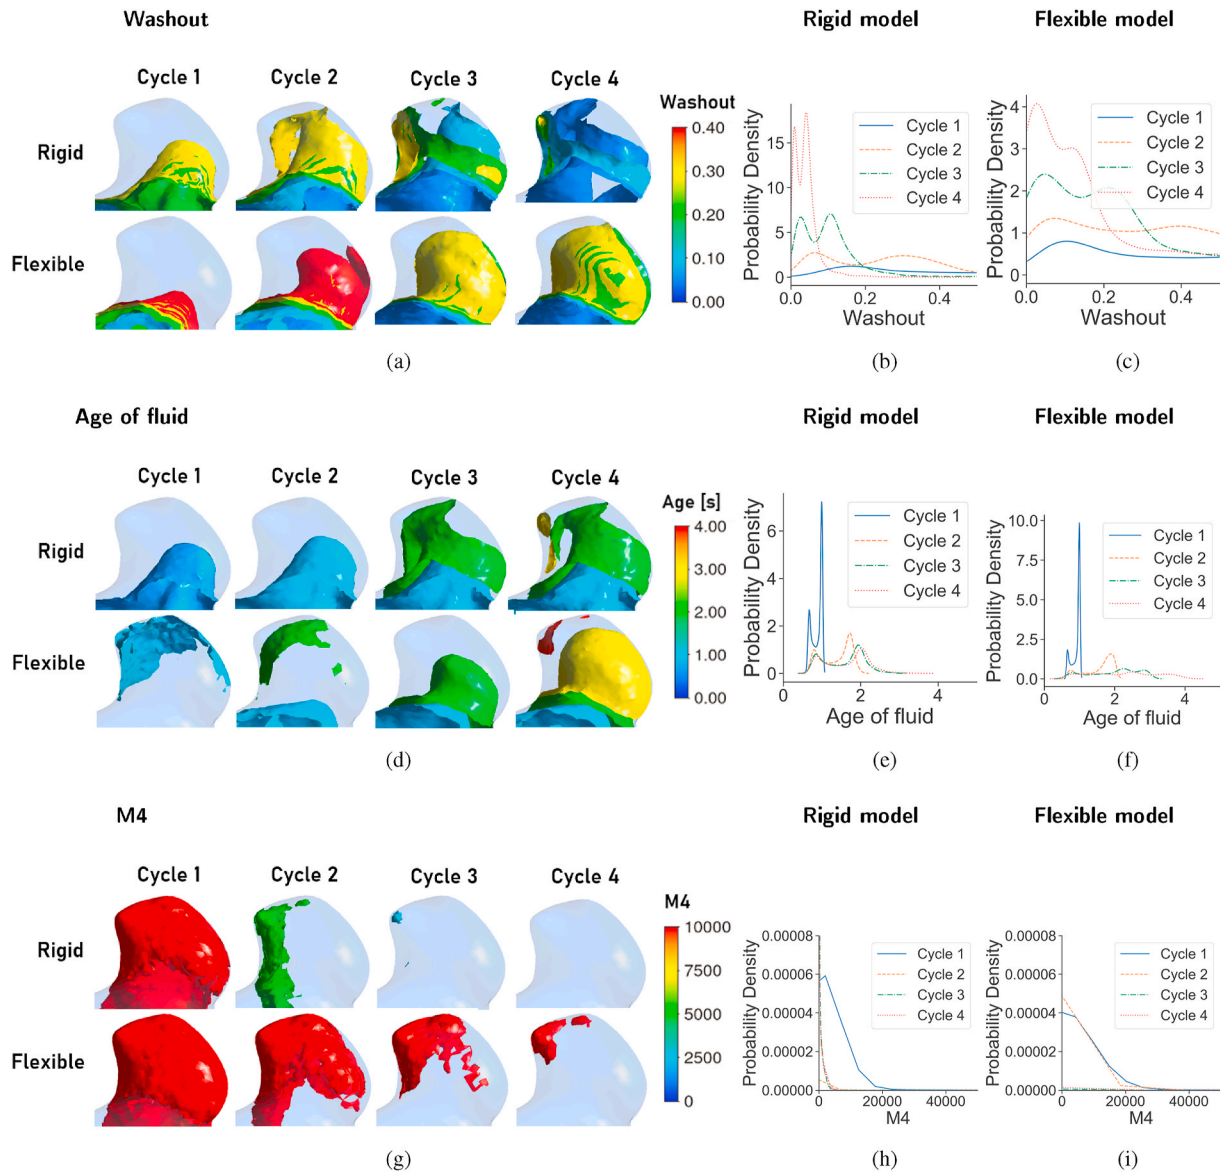 Washout
Rigid model
Flexible model
Cycle 1
Cycle 2
Cycle 3
Cycle 4
Rigid
Flexible
Washout
0.40
0.30
0.20
0.10
0.00
Probability Density
15
10
5
0
0.0
0.2
0.4
Washout
Cycle 1
Cycle 2
Cycle 3
Cycle 4
Probability Density
4
3
2
1
0
0.0
0.2
0.4
Washout
Cycle 1
Cycle 2
Cycle 3
Cycle 4
(a)
(b)
(c)
Age of fluid
Rigid model
Flexible model
Cycle 1
Cycle 2
Cycle 3
Cycle 4
Rigid
Flexible
Age [s]
4.00
3.00
2.00
1.00
0.00
Probability Density
6
4
2
0
0
2
4
Age of fluid
Cycle 1
Cycle 2
Cycle 3
Cycle 4
Probability Density
10.0
7.5
5.0
2.5
0.0
0
2
4
Age of fluid
Cycle 1
Cycle 2
Cycle 3
Cycle 4
(d)
(e)
(f)
M4
Rigid model
Flexible model
Cycle 1
Cycle 2
Cycle 3
Cycle 4
Rigid
Flexible
M4
10000
7500
5000
2500
0
Probability Density
0.00008
0.00006
0.00004
0.00002
0.00000
0
20000
40000
M4
Cycle 1
Cycle 2
Cycle 3
Cycle 4
Probability Density
0.00008
0.00006
0.00004
0.00002
0.00000
0
20000
40000
M4
Cycle 1
Cycle 2
Cycle 3
Cycle 4
(g)
(h)
(i)